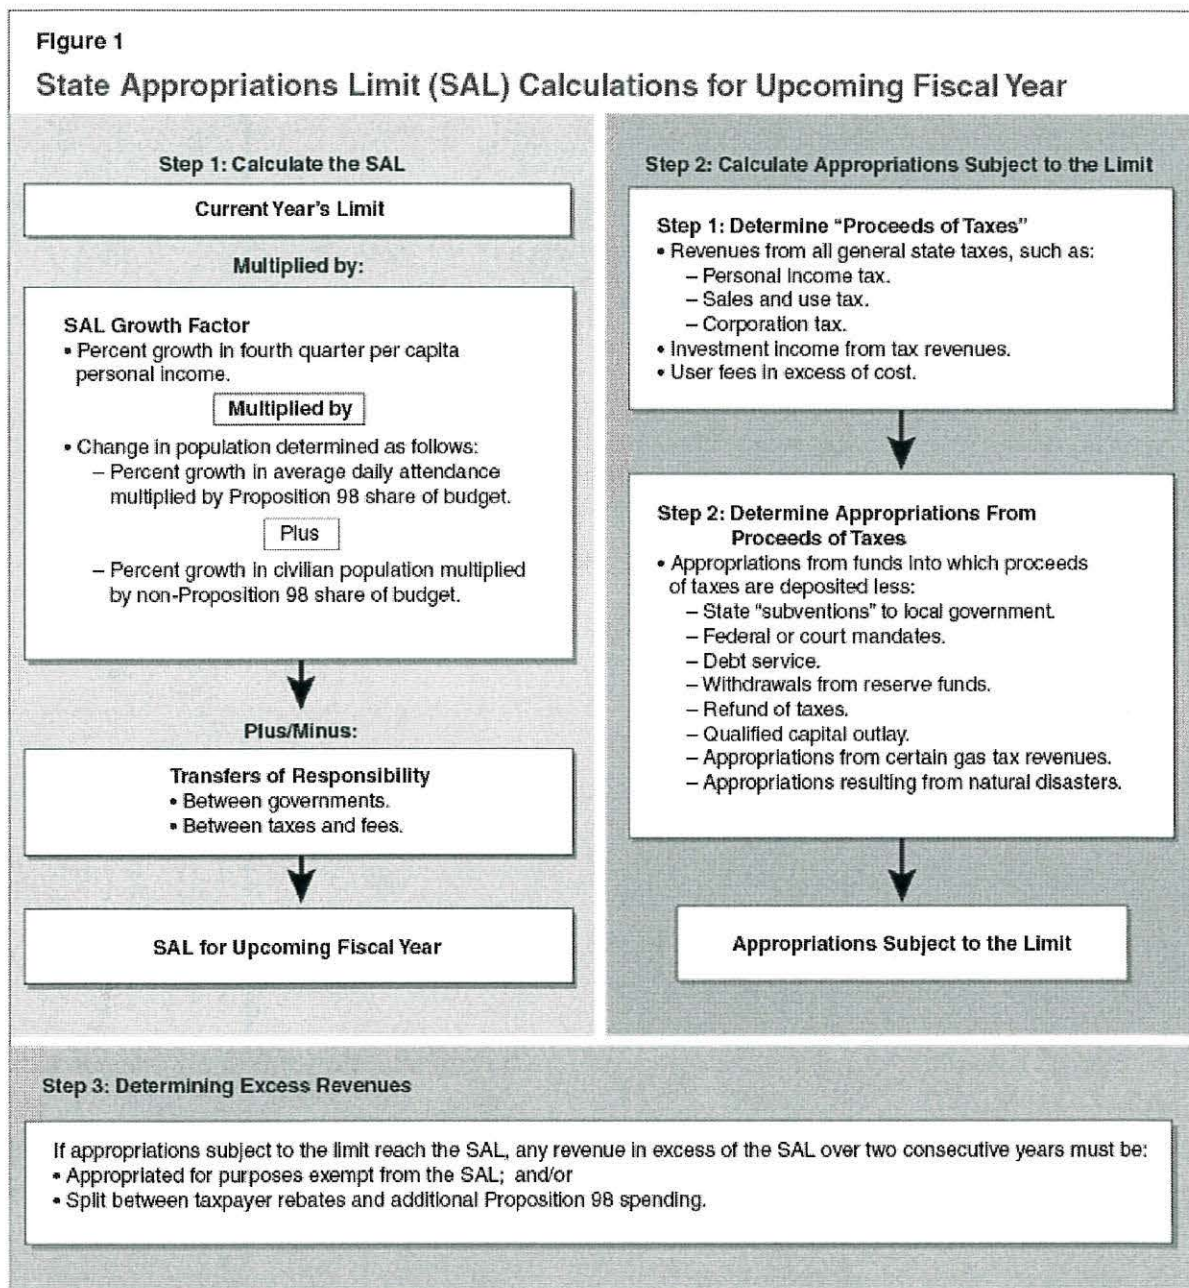 Figure 1
State Appropriations Limit (SAL) Calculations for Upcoming Fiscal Year
Step 1: Calculate the SAL
Current Year's Limit
Multiplied by:
SAL Growth Factor
• Percent growth in fourth quarter per capita
personal income.
Multiplied by
• Change in population determined as follows:
– Percent growth in average daily attendance
multiplied by Proposition 98 share of budget.
Plus
– Percent growth in civilian population multiplied
by non-Proposition 98 share of budget.
Plus/Minus:
Transfers of Responsibility
• Between governments.
• Between taxes and fees.
SAL for Upcoming Fiscal Year
Step 2: Calculate Appropriations Subject to the Limit
Step 1: Determine “Proceeds of Taxes”
• Revenues from all general state taxes, such as:
– Personal Income tax.
– Sales and use tax.
– Corporation tax.
• Investment income from tax revenues.
• User fees in excess of cost.
Step 2: Determine Appropriations From
Proceeds of Taxes
• Appropriations from funds into which proceeds
of taxes are deposited less:
– State “subventions” to local government.
– Federal or court mandates.
– Debt service.
– Withdrawals from reserve funds.
– Refund of taxes.
– Qualified capital outlay.
– Appropriations from certain gas tax revenues.
– Appropriations resulting from natural disasters.
Appropriations Subject to the Limit
Step 3: Determining Excess Revenues
If appropriations subject to the limit reach the SAL, any revenue in excess of the SAL over two consecutive years must be:
• Appropriated for purposes exempt from the SAL; and/or
• Split between taxpayer rebates and additional Proposition 98 spending.